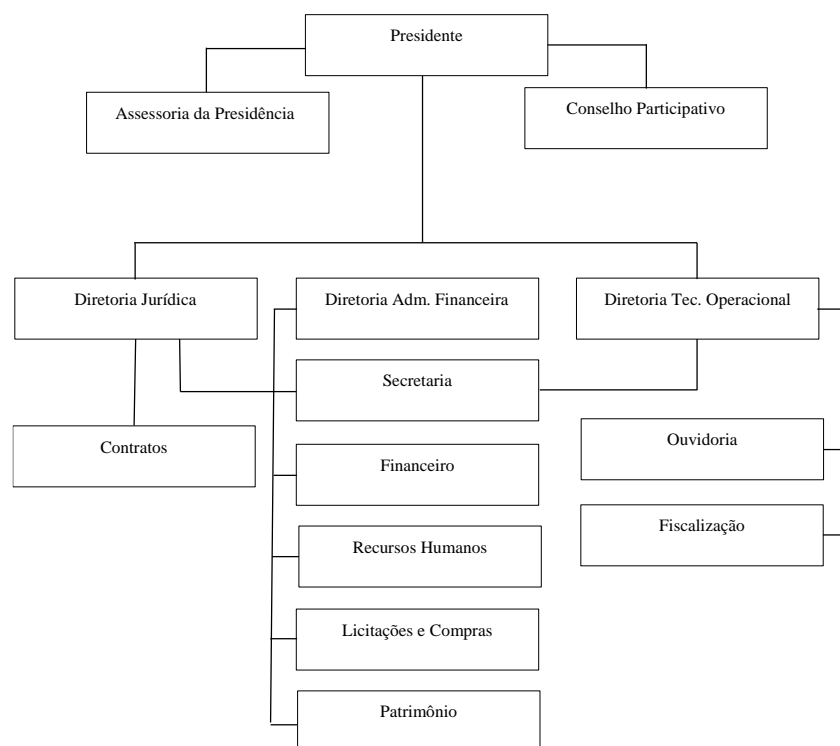 Presidente
Assessoria da Presidência
Conselho Participativo
Diretoria Jurídica
Diretoria Adm. Financeira
Diretoria Tec. Operacional
Secretaria
Contratos
Ouvidoria
Financeiro
Fiscalização
Recursos Humanos
Licitações e Compras
Patrimônio